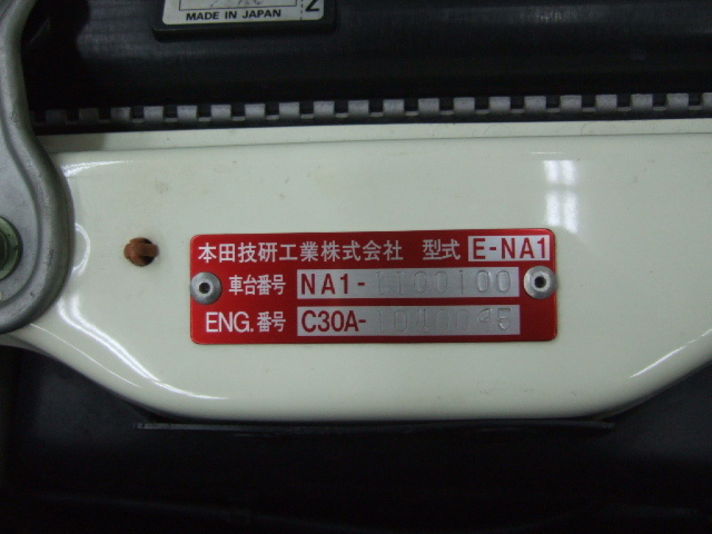 MADE IN JAPAN
Z
本田技研工業株式会社 型式 E-NA1
車台番号 NA1-1100100
ENG. 番号 C30A-